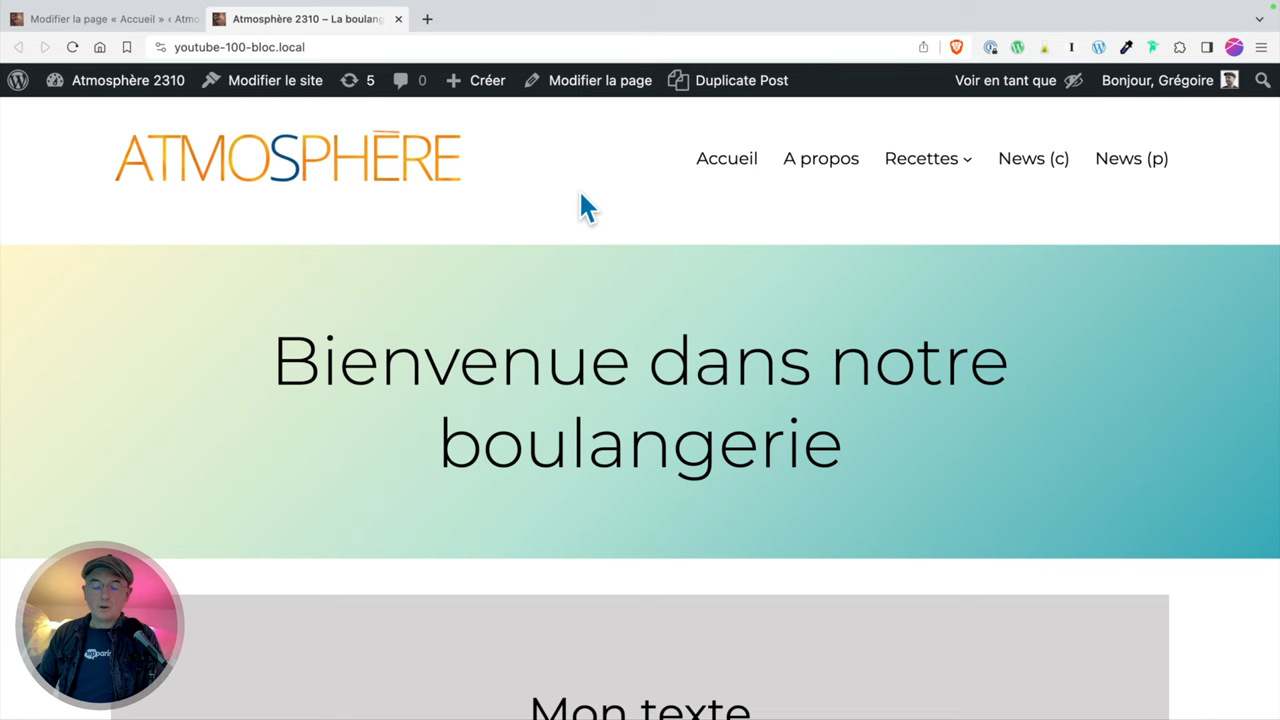 Modifier la page « Accueil » ‹ Atmo
Atmosphère 2310 – La boulang
youtube-100-bloc.local
Atmosphère 2310 Modifier le site 5 0 Créer Modifier la page Duplicate Post Voir en tant que Bonjour, Grégoire
ATMOSPHÈRE
Accueil A propos Recettes News (c) News (p)
Bienvenue dans notre
boulangerie
Mon texte